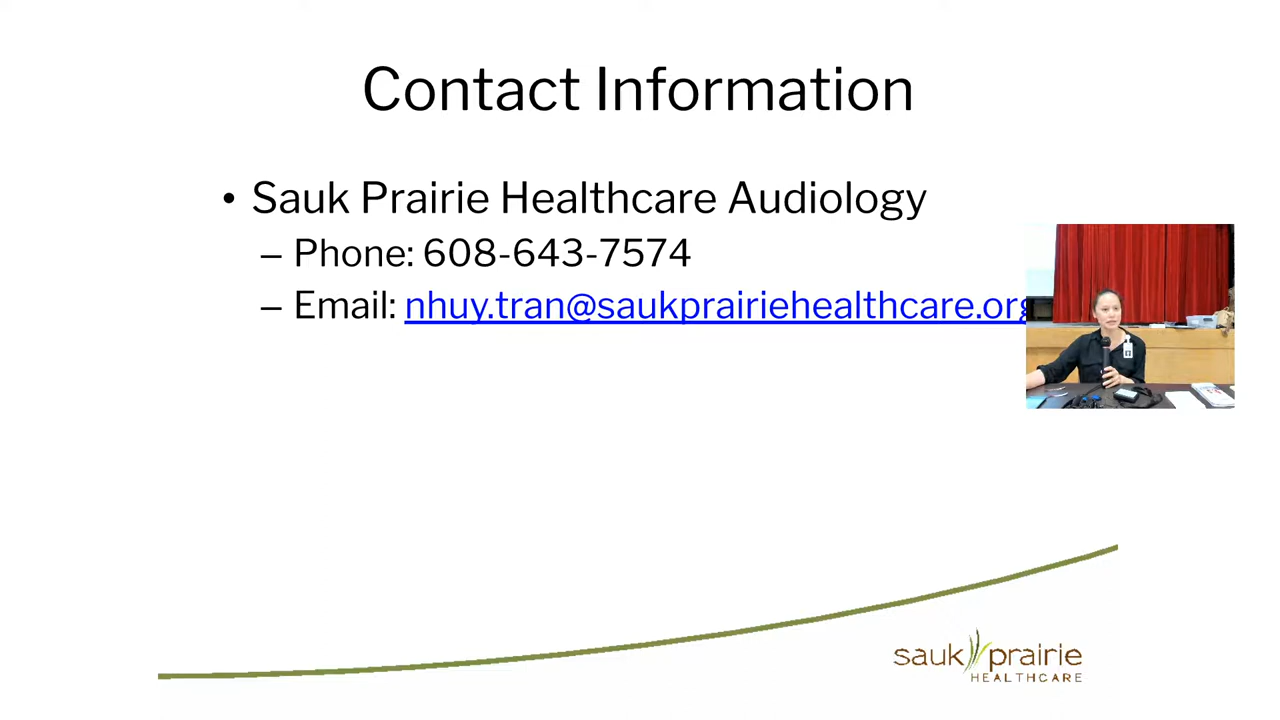 Contact Information
• Sauk Prairie Healthcare Audiology
– Phone: 608-643-7574
– Email: nhuy.tran@saukprairiehealthcare.org
sauk prairie
HEALTHCARE